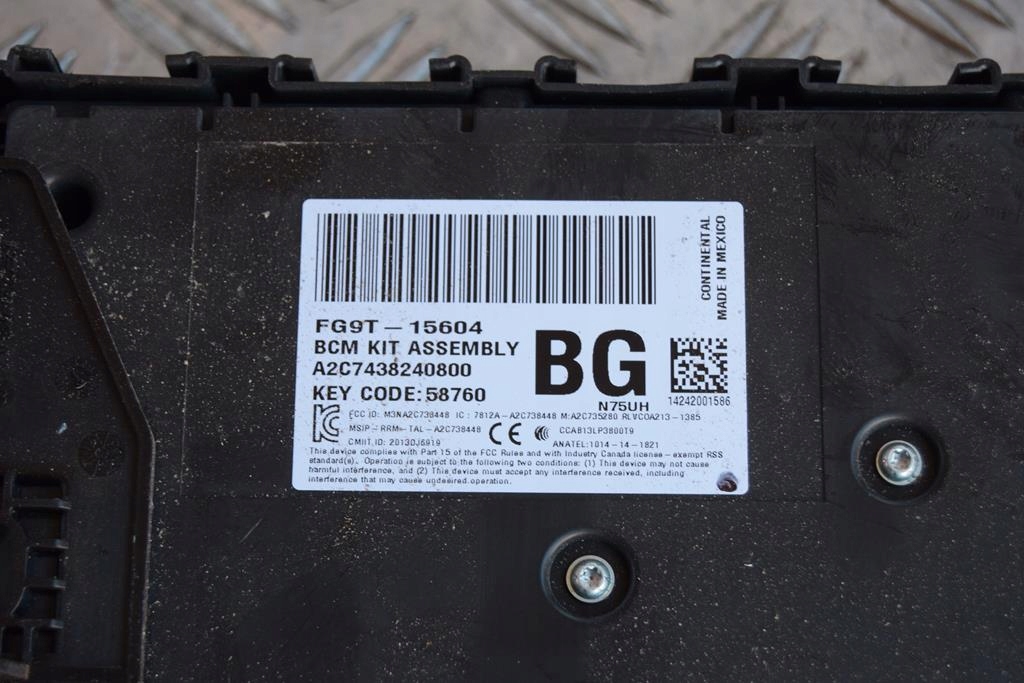 CONTINENTAL
MADE IN MEXICO
FG9T - 15604
BCM KIT ASSEMBLY
A2C7438240800
KEY CODE:58760
BG
N75UH
14242001586
FCC ID: M3NA2C738448 IC : 7812A-A2C738448 M:A2C735280 RLVCOA213-1385
MSIP-RRM-TAL-A2C738448 CE CCAB13LP3800T9
CMIIT ID: 2013DJ6919 ANATEL:1014-14-1821
This device complies with Part 15 of the FCC Rules and with Industry Canada license - exempt RSS
standard(s). Operation is subject to the following two conditions: (1) This device may not cause
harmful interference, and (2) This device must accept any interference received, including
interference that may cause undesired operation.